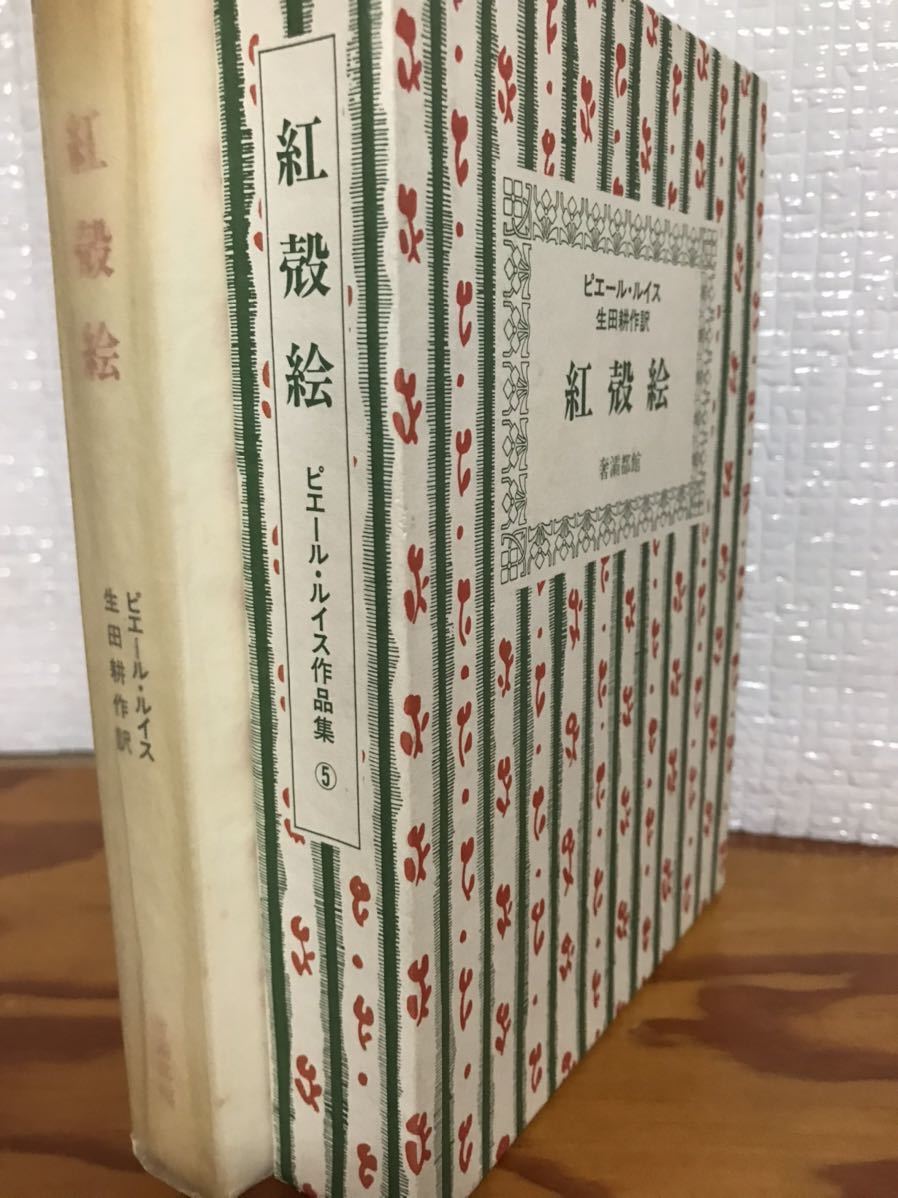 紅殻絵
ピエール・ルイス
生田耕作訳
紅殻絵
ピエール・ルイス作品集 ⑤
ピエール・ルイス
生田耕作訳
紅殻絵
奢灞都館